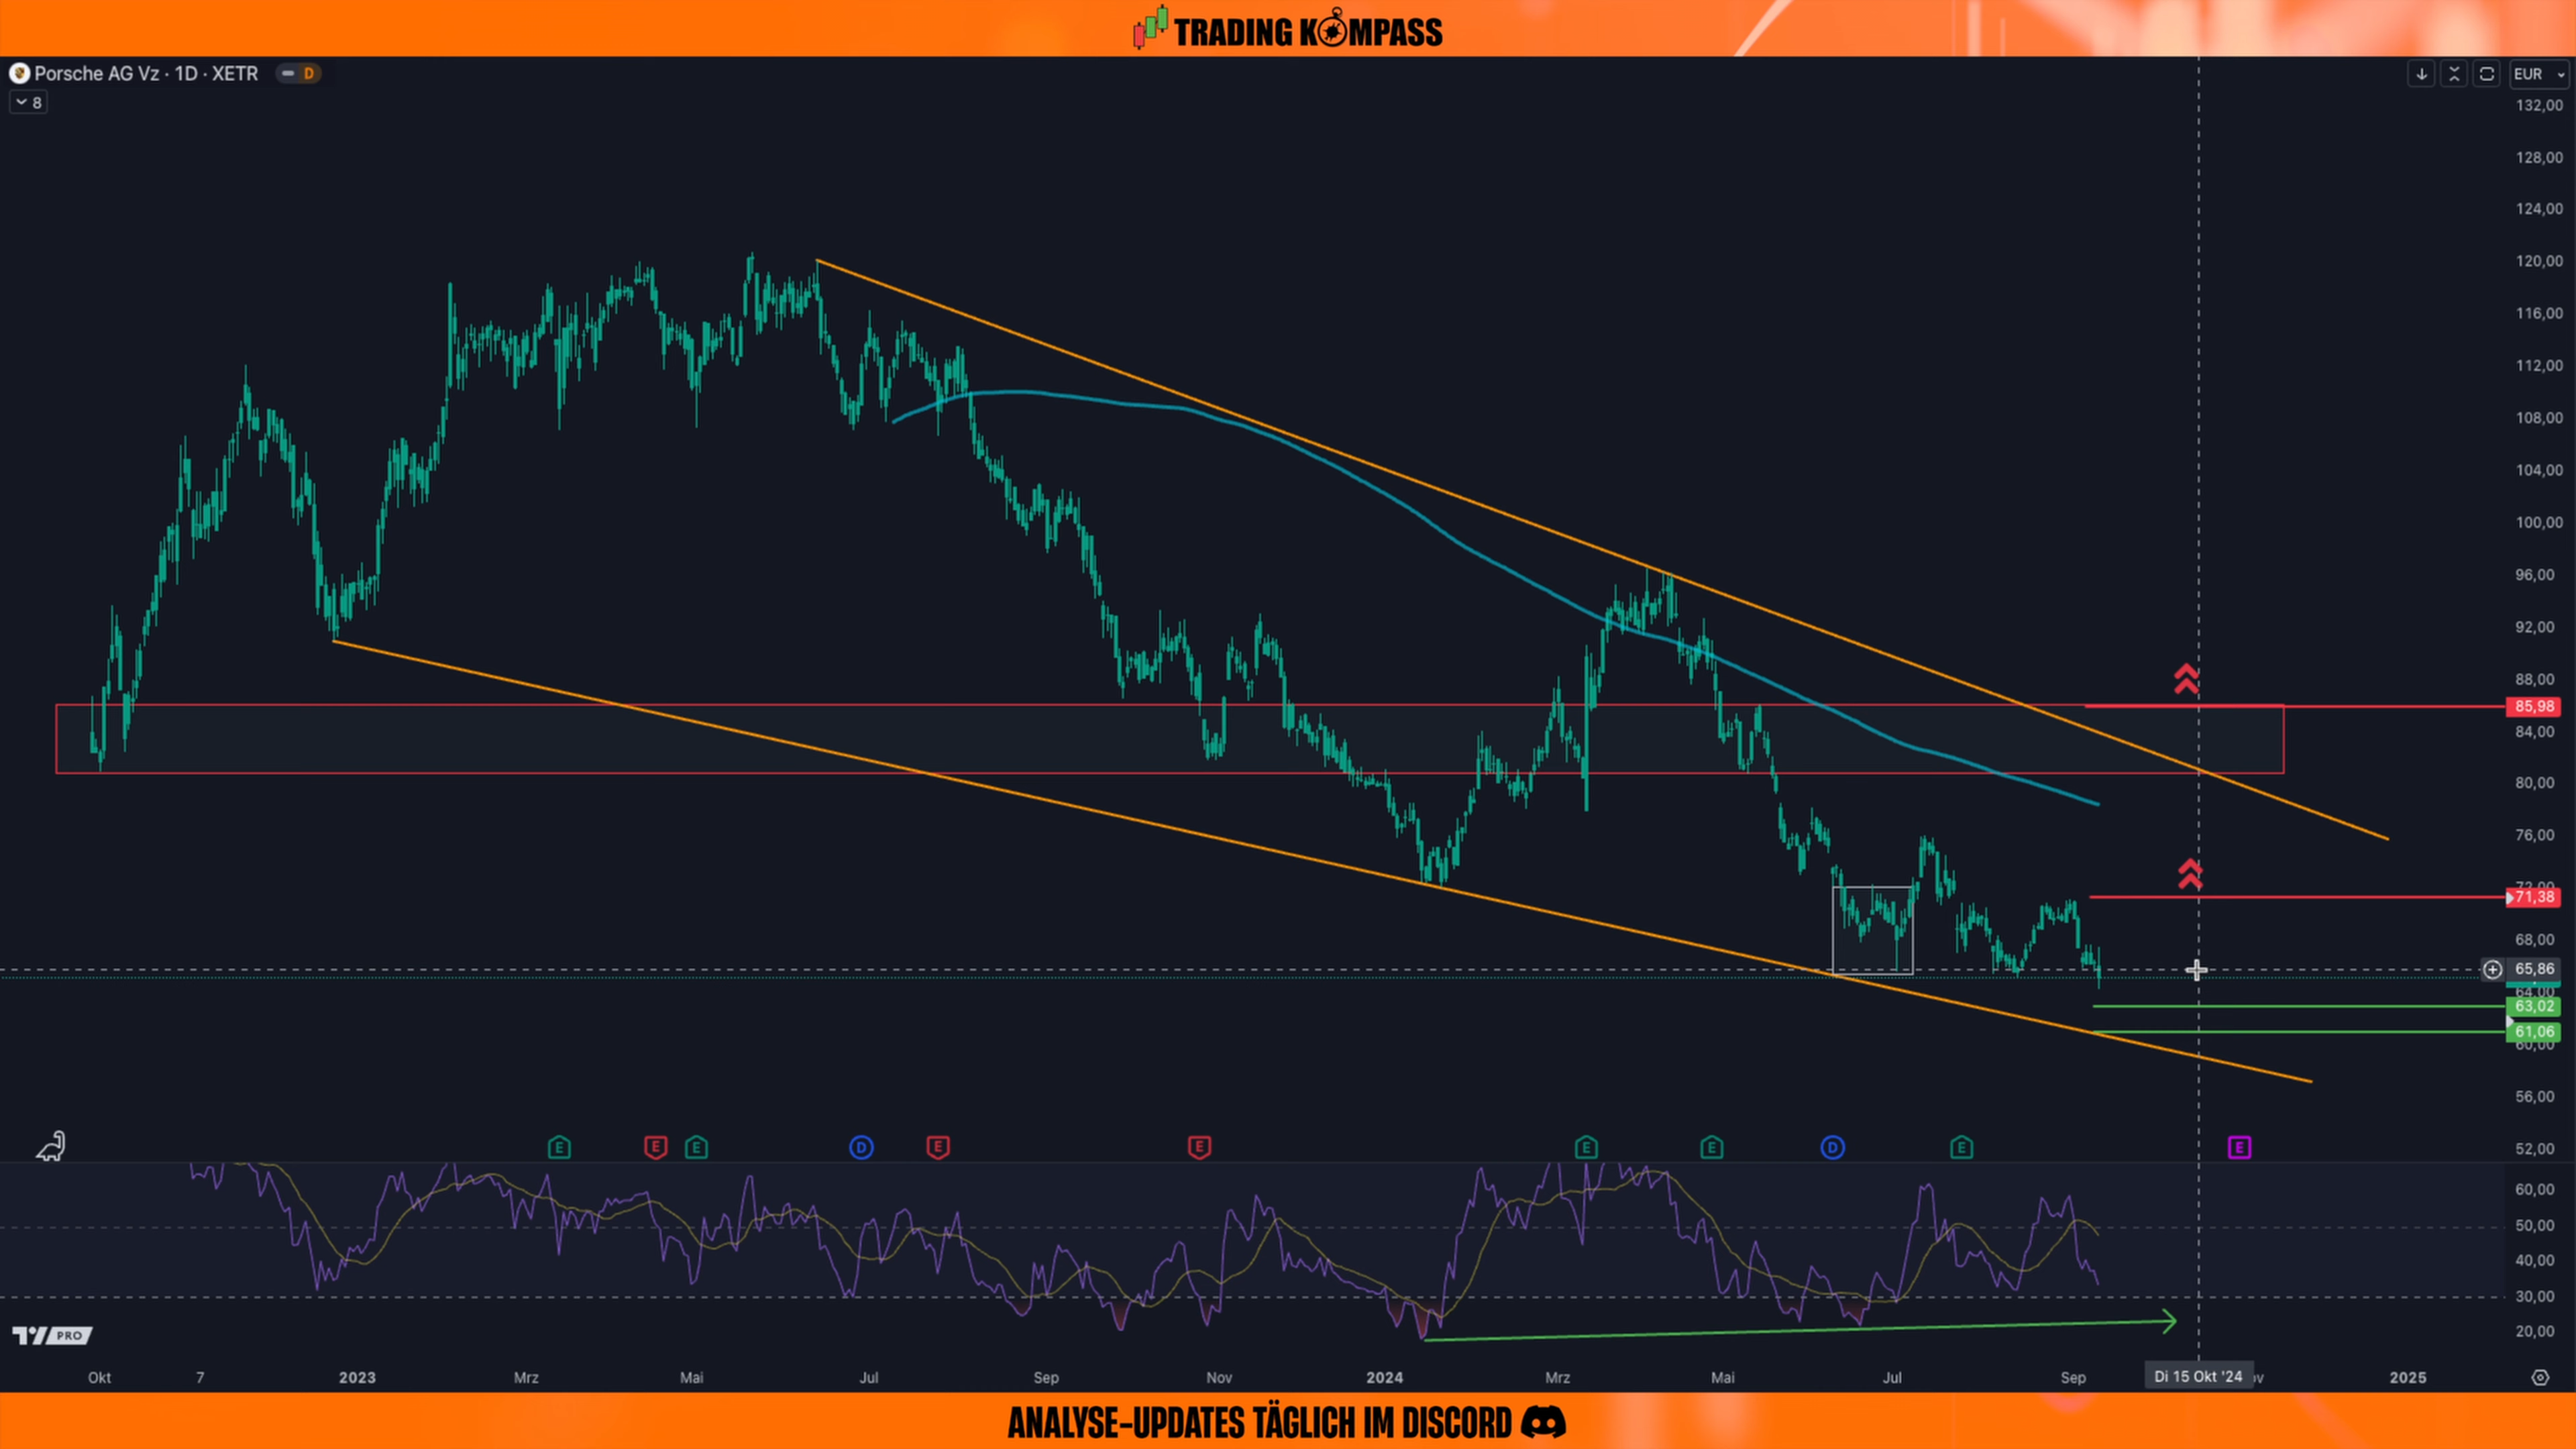 TRADING KOMPASS
Porsche AG Vz · 1D · XETR
D
EUR
8
132,00
128,00
124,00
120,00
116,00
112,00
108,00
104,00
100,00
96,00
92,00
88,00
85,98
84,00
80,00
76,00
71,38
68,00
65,86
64,00
63,02
61,06
60,00
56,00
52,00
E
E
E
D
E
E
E
E
D
E
E
60,00
50,00
40,00
30,00
20,00
PRO
Okt
7
2023
Mrz
Mai
Jul
Sep
Nov
2024
Mrz
Mai
Jul
Sep
Di 15 Okt '24
2025
ANALYSE-UPDATES TÄGLICH IM DISCORD